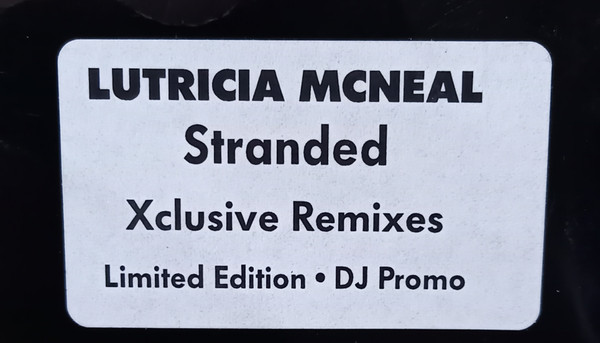 LUTRICIA MCNEAL
Stranded
Xclusive Remixes
Limited Edition • DJ Promo